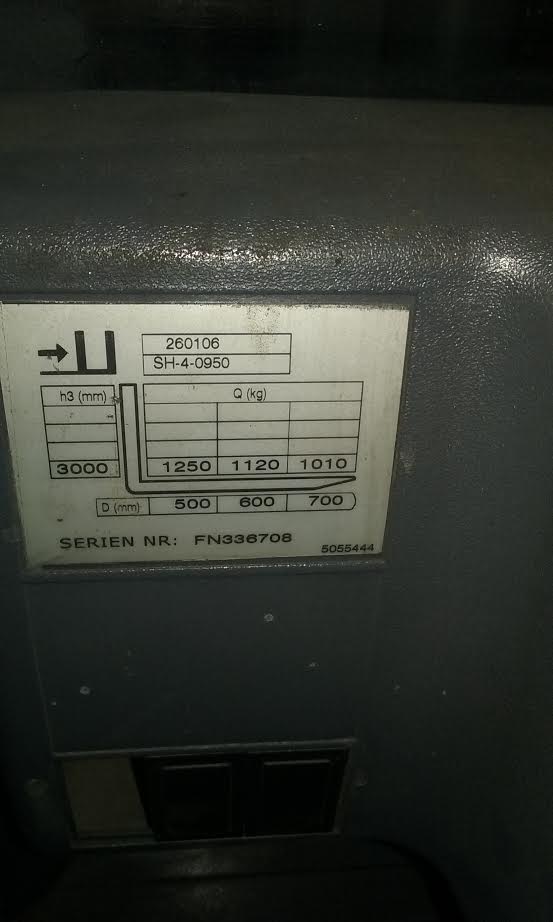 260106
SH-4-0950
h3 (mm) Q (kg)
3000 1250 1120 1010
D (mm) 500 600 700
SERIEN NR: FN336708
5055444